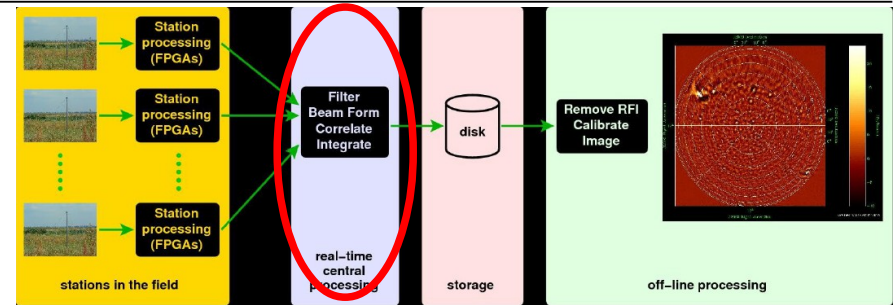 Station
processing
(FPGAs)
Station
processing
(FPGAs)
Station
processing
(FPGAs)
stations in the field
Filter
Beam Form
Correlate
Integrate
real-time
central
processing
disk
storage
Remove RFI
Calibrate
Image
off-line processing